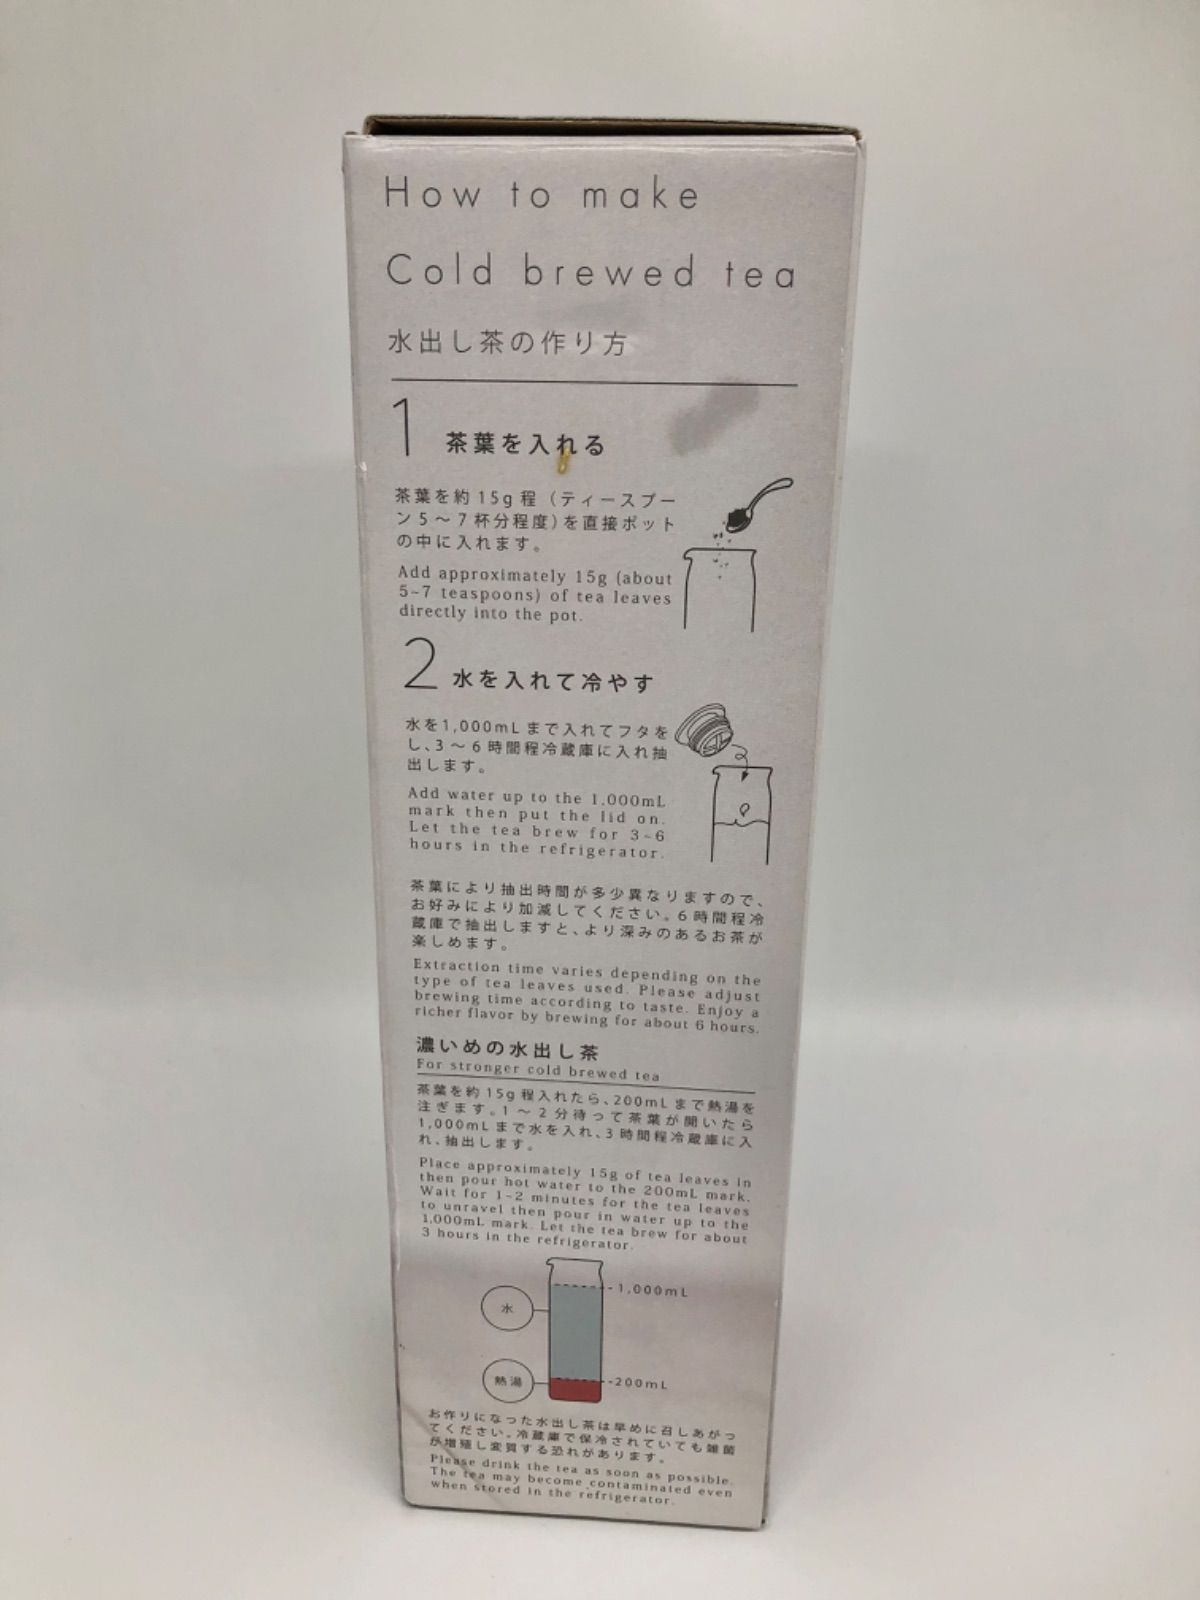 How to make
Cold brewed tea
水出し茶の作り方
1 茶葉を入れる
茶葉を約15g程（ティースプー
ン5～7杯分程度）を直接ポット
の中に入れます。
Add approximately 15g (about
5~7 teaspoons) of tea leaves
directly into the pot.
2 水を入れて冷やす
水を1,000mLまで入れてフタを
し、3～6時間程冷蔵庫に入れ抽
出します。
Add water up to the 1,000mL
mark then put the lid on.
Let the tea brew for 3~6
hours in the refrigerator.
茶葉により抽出時間が多少異なりますので、
お好みにより加減してください。6時間程冷
蔵庫で抽出しますと、より深みのあるお茶が
楽しめます。
Extraction time varies depending on the
type of tea leaves used. Please adjust
brewing time according to taste. Enjoy a
richer flavor by brewing for about 6 hours.
濃いめの水出し茶
For stronger cold brewed tea
茶葉を約15g程入れたら、200mLまで熱湯を
注ぎます。1～2分待って茶葉が開いたら
1,000mLまで水を入れ、3時間程冷蔵庫に入
れ、抽出します。
Place approximately 15g of tea leaves in
then pour hot water to the 200mL mark.
Wait for 1~2 minutes for the tea leaves
to unravel then pour in water up to the
1,000mL mark. Let the tea brew for about
3 hours in the refrigerator.
1,000mL
水
熱湯
200mL
お作りになった水出し茶は早めに召しあがっ
てください。冷蔵庫で保冷されていても雑菌
が増殖し変質する恐れがあります。
Please drink the tea as soon as possible.
The tea may become contaminated even
when stored in the refrigerator.